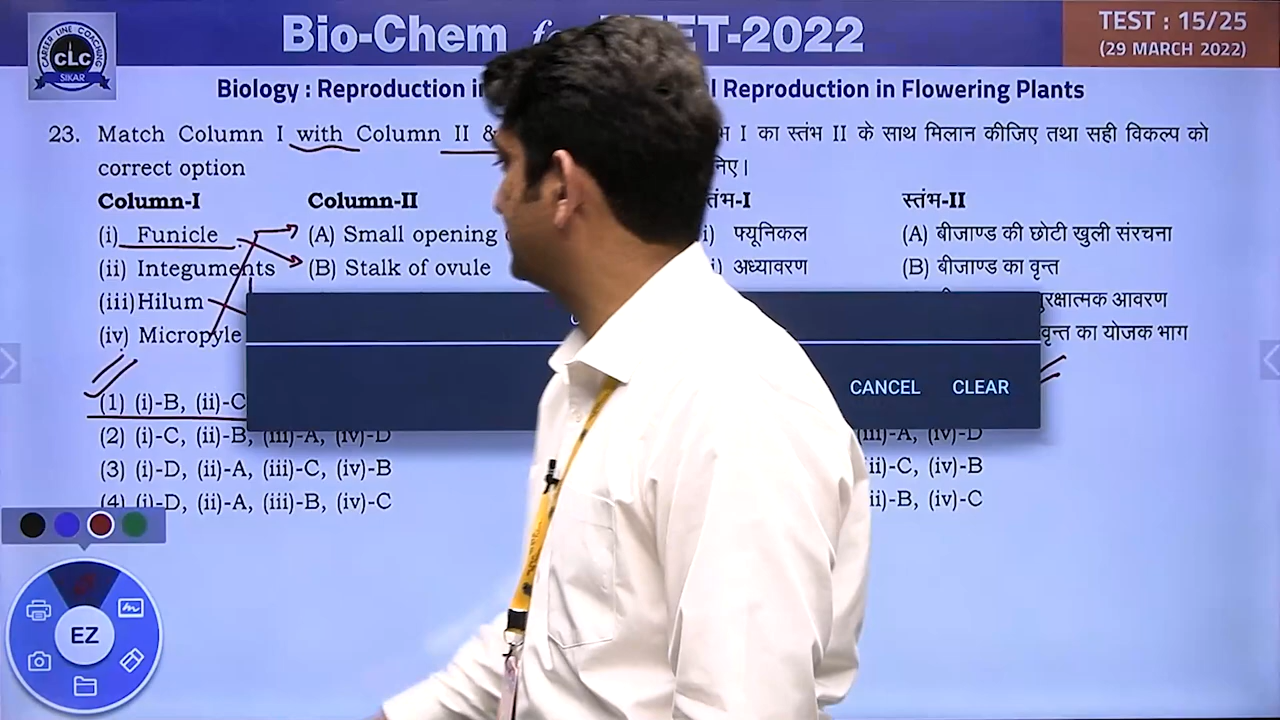 CAREER LINE COACHING
CLC
SIKAR
Bio-Chem ET-2022
TEST : 15/25
(29 MARCH 2022)
Biology : Reproduction in Reproduction in Flowering Plants
23. Match Column I with Column II &
correct option
I का स्तंभ II के साथ मिलान कीजिए तथा सही विकल्प को
Column-I Column-II
(i) Funicle (A) Small opening
(ii) Integuments (B) Stalk of ovule
(iii) Hilum
(iv) Micropyle
स्तंभ-II
फ्यूनिकल (A) बीजाण्ड की छोटी खुली संरचना
अध्यावरण (B) बीजाण्ड का वृन्त
आवरण
वृन्त का योजक भाग
CANCEL CLEAR
(1) (i)-B, (ii)-C
(2) (i)-C, (ii)-B, (iii)-A, (iv)-D
(3) (i)-D, (ii)-A, (iii)-C, (iv)-B
(4) (i)-D, (ii)-A, (iii)-B, (iv)-C
(iii)-A, (iv)-D
(iv)-B
(iv)-C
EZ